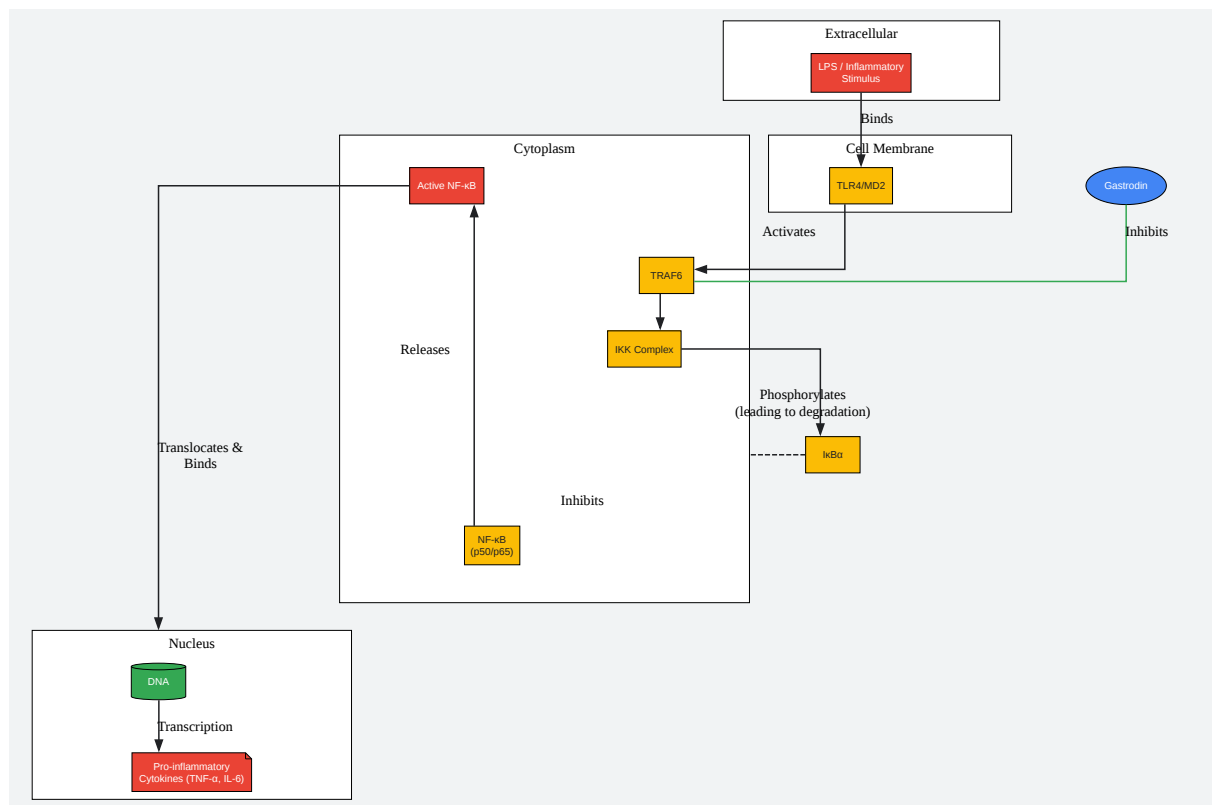 Extracellular
LPS / Inflammatory
Stimulus
Binds
Cytoplasm
Cell Membrane
Active NF-κB
TLR4/MD2
Gastrodin
Activates
Inhibits
TRAF6
Releases
IKK Complex
Phosphorylates
(leading to degradation)
Translocates &
Binds
IκBα
Inhibits
NF-κB
(p50/p65)
Nucleus
DNA
Transcription
Pro-inflammatory
Cytokines (TNF-α, IL-6)